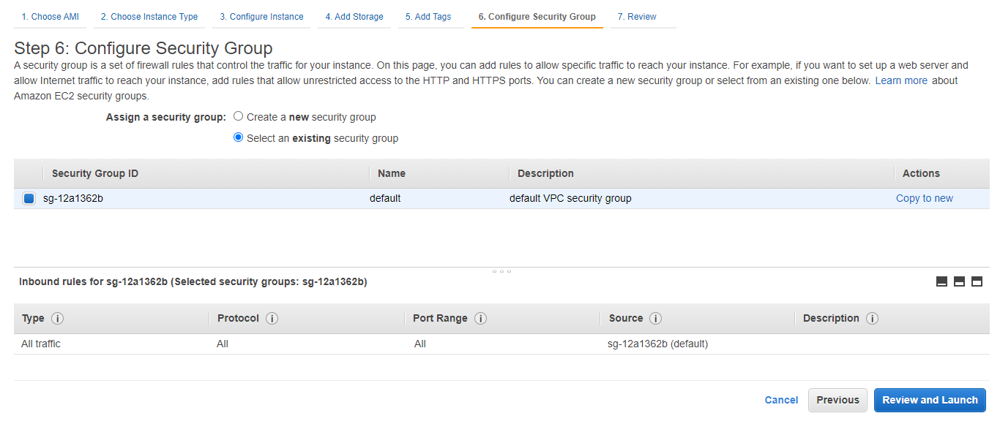 1. Choose AMI 2. Choose Instance Type 3. Configure Instance 4. Add Storage 5. Add Tags 6. Configure Security Group 7. Review
Step 6: Configure Security Group
A security group is a set of firewall rules that control the traffic for your instance. On this page, you can add rules to allow specific traffic to reach your instance. For example, if you want to set up a web server and
allow Internet traffic to reach your instance, add rules that allow unrestricted access to the HTTP and HTTPS ports. You can create a new security group or select from an existing one below. Learn more about
Amazon EC2 security groups.
Assign a security group: Create a new security group
Select an existing security group
Security Group ID Name Description Actions
sg-12a1362b default default VPC security group Copy to new
Inbound rules for sg-12a1362b (Selected security groups: sg-12a1362b)
Type i Protocol i Port Range i Source i Description i
All traffic All All sg-12a1362b (default)
Cancel Previous Review and Launch